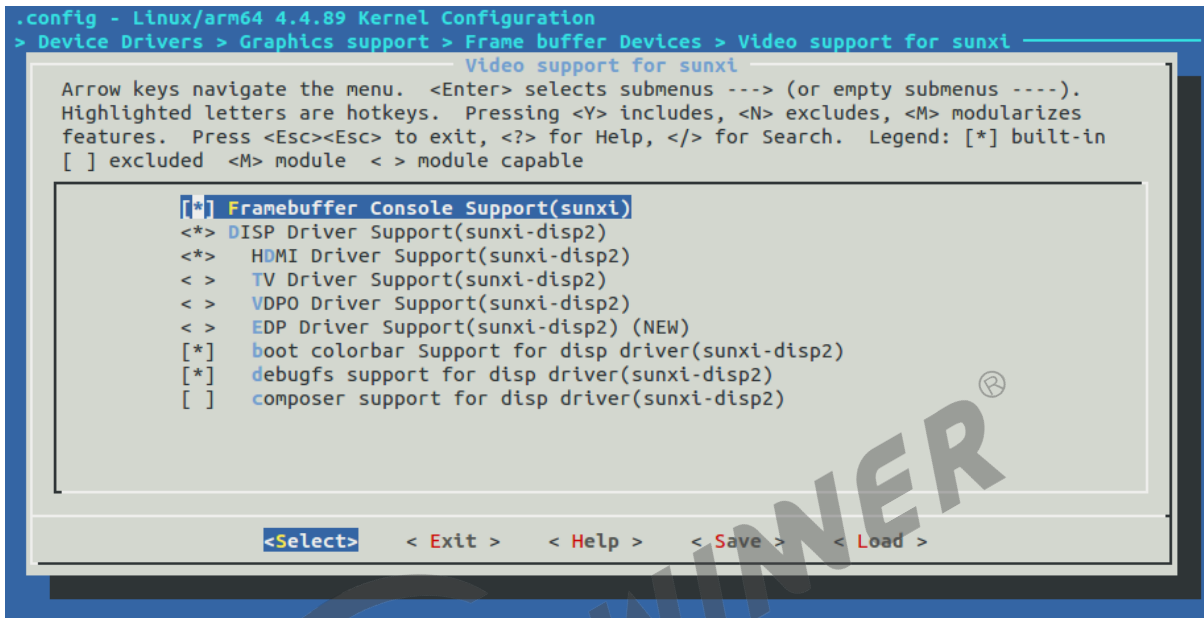 .config - Linux/arm64 4.4.89 Kernel Configuration
> Device Drivers > Graphics support > Frame buffer Devices > Video support for sunxi
Video support for sunxi
Arrow keys navigate the menu.  <Enter> selects submenus ---> (or empty submenus ----).
Highlighted letters are hotkeys.  Pressing <Y> includes, <N> excludes, <M> modularizes
features.  Press <Esc><Esc> to exit, <?> for Help, </> for Search.  Legend: [*] built-in
[ ] excluded  <M> module  < > module capable
[*] Framebuffer Console Support(sunxi)
<*> DISP Driver Support(sunxi-disp2)
<*>   HDMI Driver Support(sunxi-disp2)
< >   TV Driver Support(sunxi-disp2)
< >   VDPO Driver Support(sunxi-disp2)
< >   EDP Driver Support(sunxi-disp2) (NEW)
[*]   boot colorbar Support for disp driver(sunxi-disp2)
[*]   debugfs support for disp driver(sunxi-disp2)
[ ]   composer support for disp driver(sunxi-disp2)
<Select>    < Exit >    < Help >    < Save >    < Load >
WINNER®